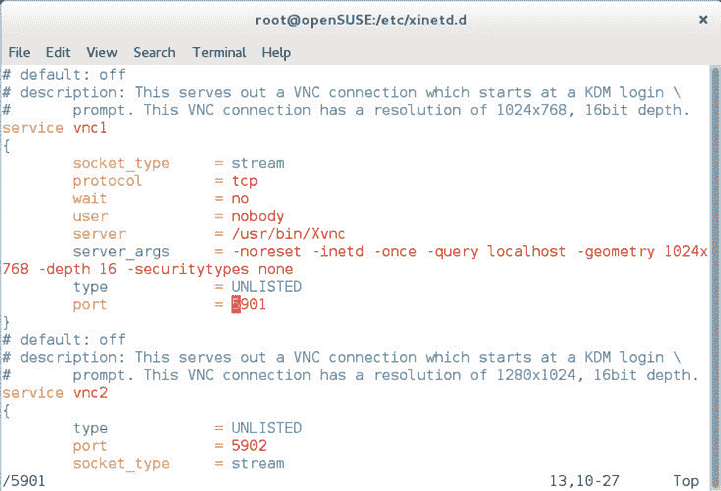 root@openSUSE:/etc/xinetd.d ×
File Edit View Search Terminal Help
# default: off
# description: This serves out a VNC connection which starts at a KDM login \
#       prompt. This VNC connection has a resolution of 1024x768, 16bit depth.
service vnc1
{
        socket_type     = stream
        protocol        = tcp
        wait            = no
        user            = nobody
        server          = /usr/bin/Xvnc
        server_args     = -noreset -inetd -once -query localhost -geometry 1024x
768 -depth 16 -securitytypes none
        type            = UNLISTED
        port            = 5901
}
# default: off
# description: This serves out a VNC connection which starts at a KDM login \
#       prompt. This VNC connection has a resolution of 1280x1024, 16bit depth.
service vnc2
{
        type            = UNLISTED
        port            = 5902
        socket_type     = stream
/5901 13,10-27 Top